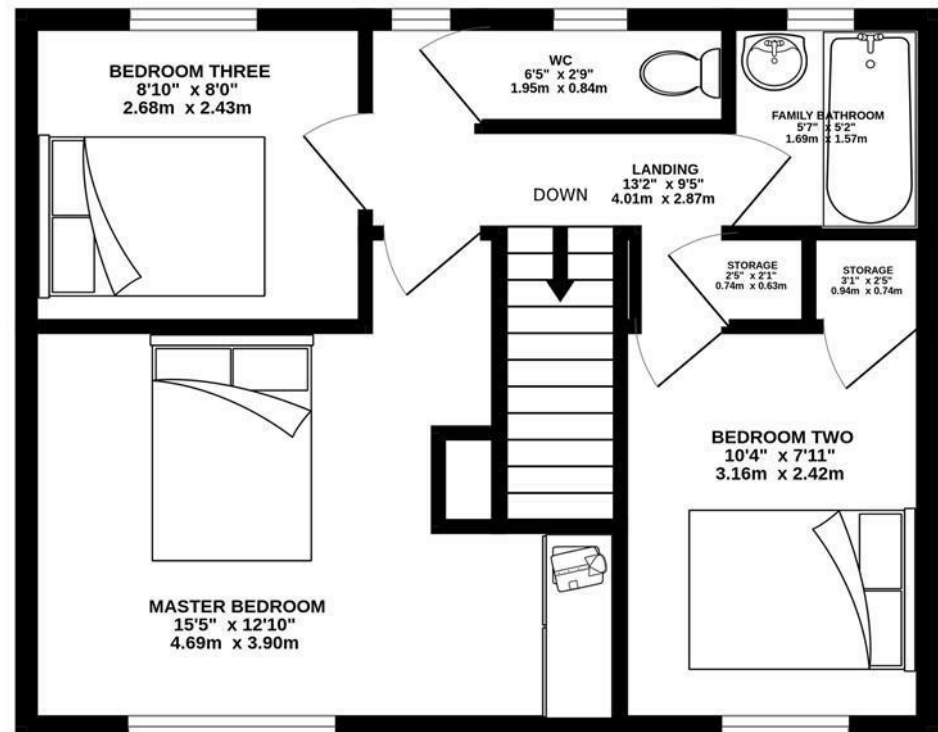 BEDROOM THREE
8'10" x 8'0"
2.68m x 2.43m
WC
6'5" x 2'9"
1.95m x 0.84m
FAMILY BATHROOM
5'7" x 5'2"
1.69m x 1.57m
LANDING
13'2" x 9'5"
4.01m x 2.87m
DOWN
STORAGE
2'5" x 2'1"
0.74m x 0.63m
STORAGE
3'1" x 2'5"
0.94m x 0.74m
BEDROOM TWO
10'4" x 7'11"
3.16m x 2.42m
MASTER BEDROOM
15'5" x 12'10"
4.69m x 3.90m